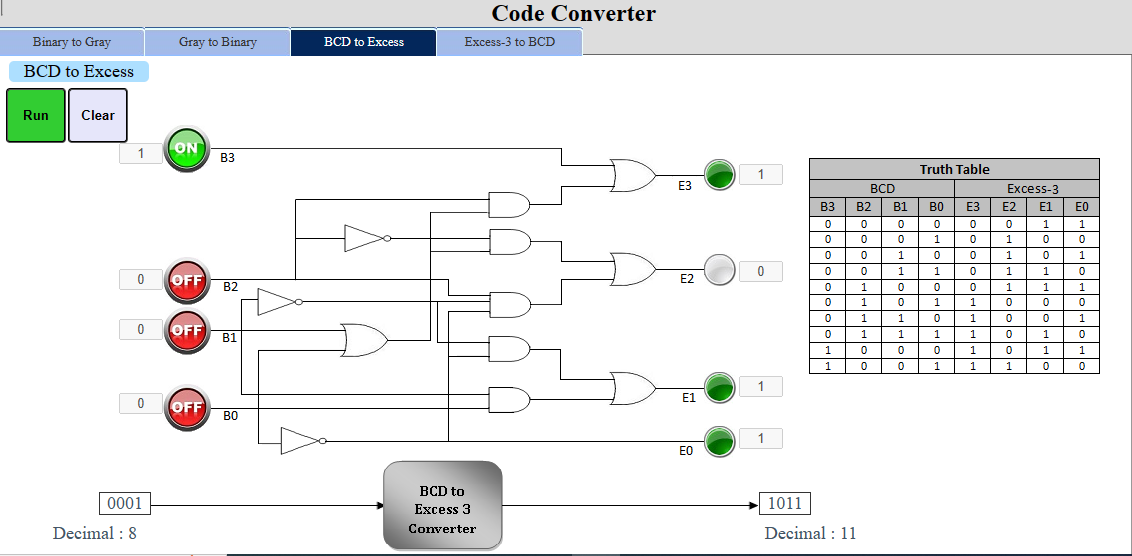 Code Converter
Binary to Gray Gray to Binary BCD to Excess Excess-3 to BCD
BCD to Excess
Run Clear
1 ON B3
E3 1
0 OFF B2
E2 0
0 OFF B1
E1 1
0 OFF B0
E0 1
Truth Table
BCD Excess-3
B3 B2 B1 B0 E3 E2 E1 E0
0 0 0 0 0 0 1 1
0 0 0 1 0 1 0 0
0 0 1 0 0 1 0 1
0 0 1 1 0 1 1 0
0 1 0 0 0 1 1 1
0 1 0 1 1 0 0 0
0 1 1 0 1 0 0 1
0 1 1 1 1 0 1 0
1 0 0 0 1 0 1 1
1 0 0 1 1 1 0 0
0001
BCD to
Excess 3
Converter
1011
Decimal : 8
Decimal : 11